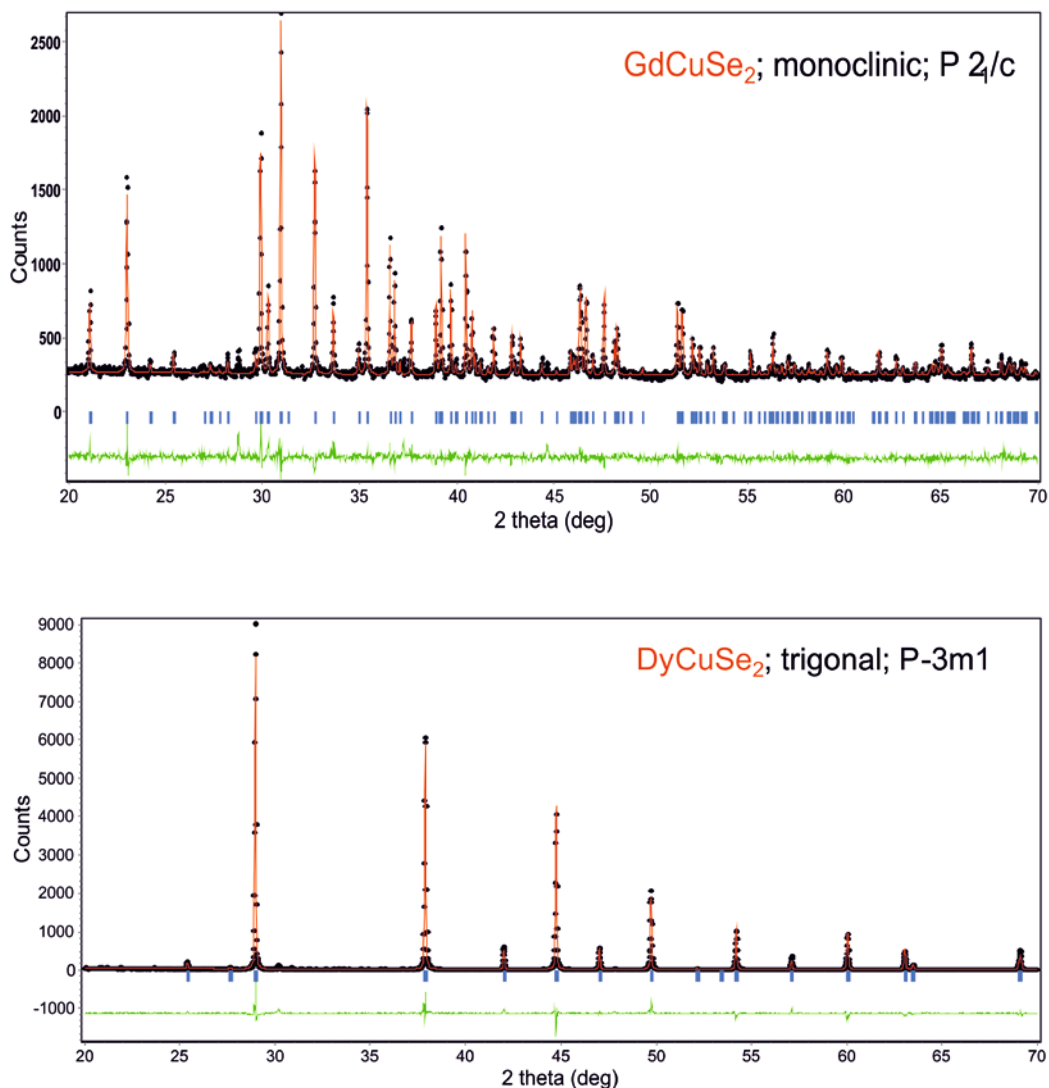 GdCuSe₂; monoclinic; P 2₁/c
Counts
2500
2000
1500
1000
500
0
20 25 30 35 40 45 50 55 60 65 70
2 theta (deg)
DyCuSe₂; trigonal; P-3m1
Counts
9000
8000
7000
6000
5000
4000
3000
2000
1000
0
-1000
20 25 30 35 40 45 50 55 60 65 70
2 theta (deg)